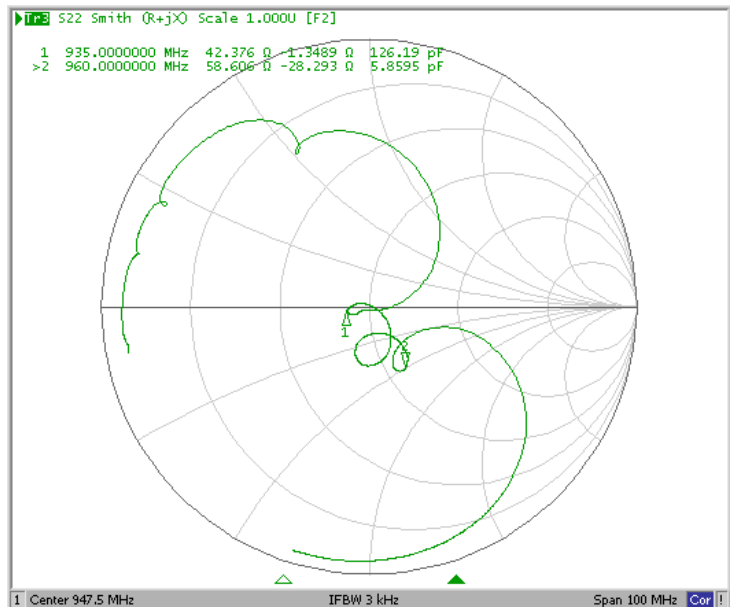 Tr3 S22 Smith (R+jX) Scale 1.000U [F2]
1 935.0000000 MHz 42.376 Ω -1.3489 Ω 126.19 pF
>2 960.0000000 MHz 58.606 Ω -28.293 Ω 5.8595 pF
2
1
1 Center 947.5 MHz IFBW 3 kHz Span 100 MHz Cor !